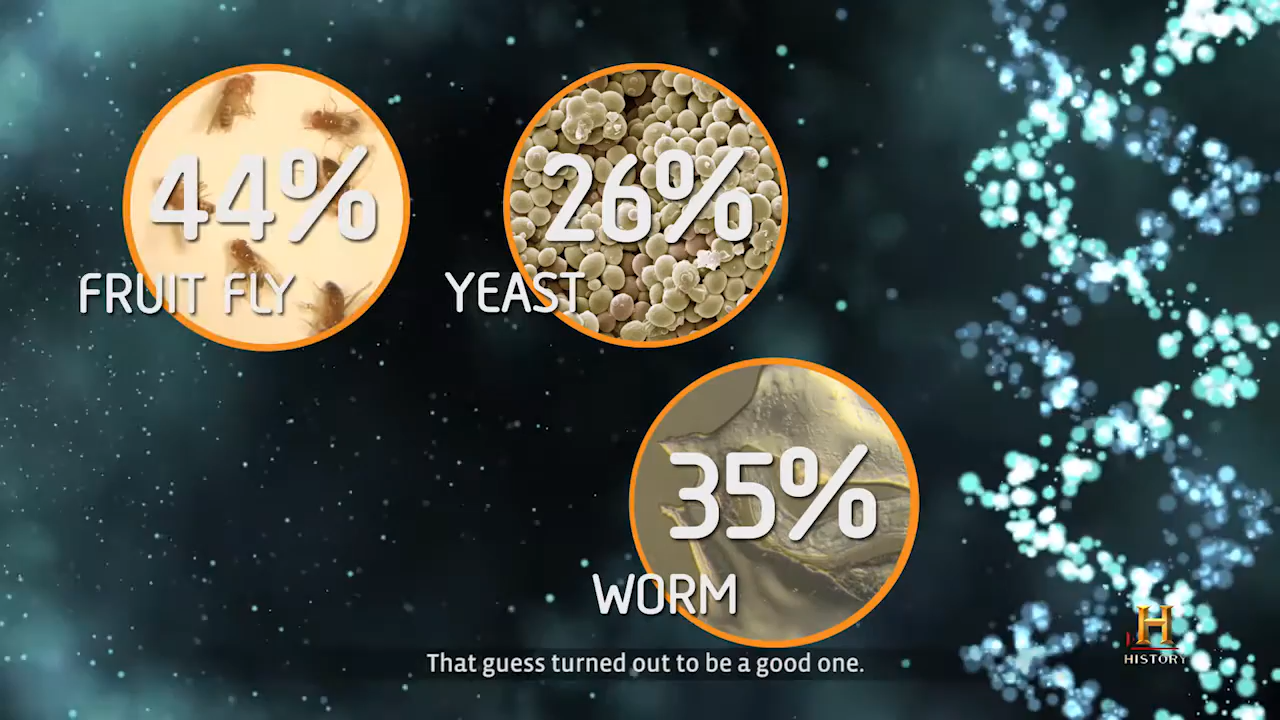 44%
FRUIT FLY
26%
YEAST
35%
WORM
That guess turned out to be a good one.
H
HISTORY